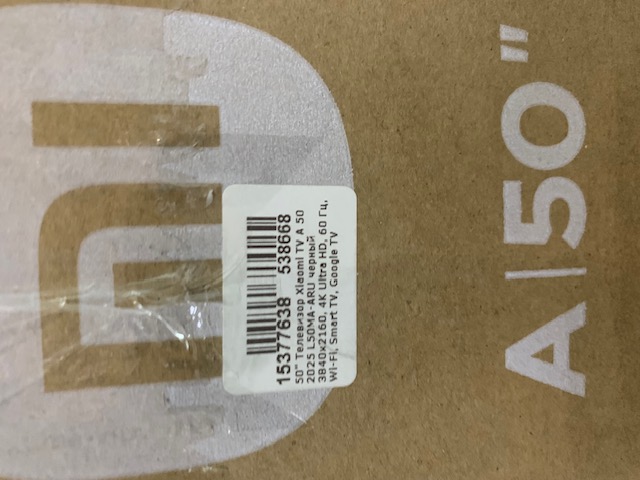 A|50"
15377638 538668
50" Телевизор Xiaomi TV A 50
2025 L50MA-ARU черный
3840x2160, 4K Ultra HD, 60 Гц,
Wi-Fi, Smart TV, Google TV